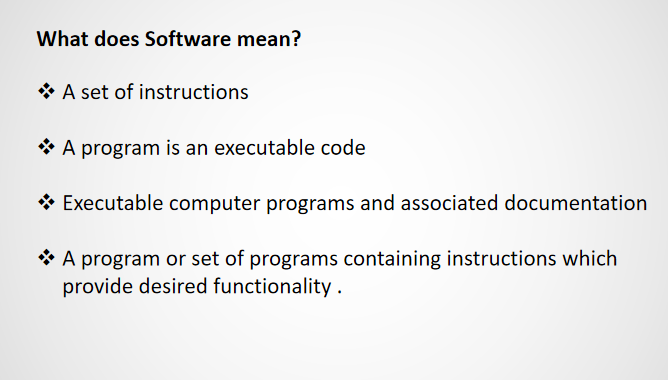 What does Software mean?
❖ A set of instructions
❖ A program is an executable code
❖ Executable computer programs and associated documentation
❖ A program or set of programs containing instructions which
provide desired functionality .